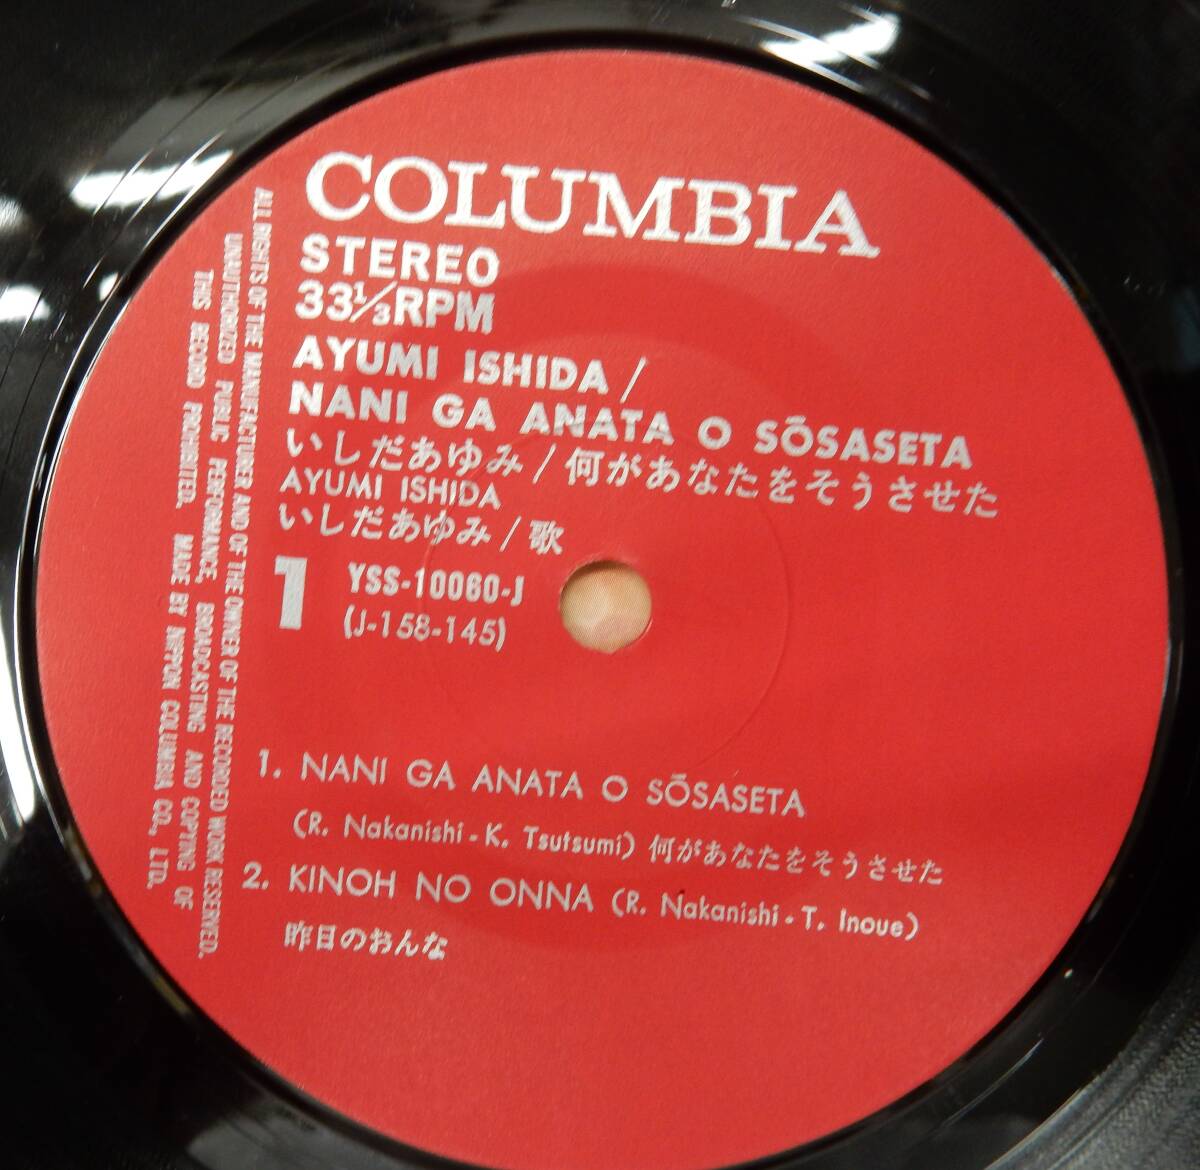 COLUMBIA
STEREO
33⅓RPM
AYUMI ISHIDA /
NANI GA ANATA O SŌSASETA
いしだあゆみ / 何があなたをそうさせた
AYUMI ISHIDA
いしだあゆみ / 歌
1 YSS-10060-J
(J-158-145)
1. NANI GA ANATA O SŌSASETA
(R. Nakanishi - K. Tsutsumi) 何があなたをそうさせた
2. KINOH NO ONNA (R. Nakanishi - T. Inoue)
昨日のおんな
ALL RIGHTS OF THE MANUFACTURER AND OF THE OWNER OF THE RECORDED WORK RESERVED.
UNAUTHORIZED PUBLIC PERFORMANCE, BROADCASTING AND COPYING OF
THIS RECORD PROHIBITED. MADE BY NIPPON COLUMBIA CO., LTD.